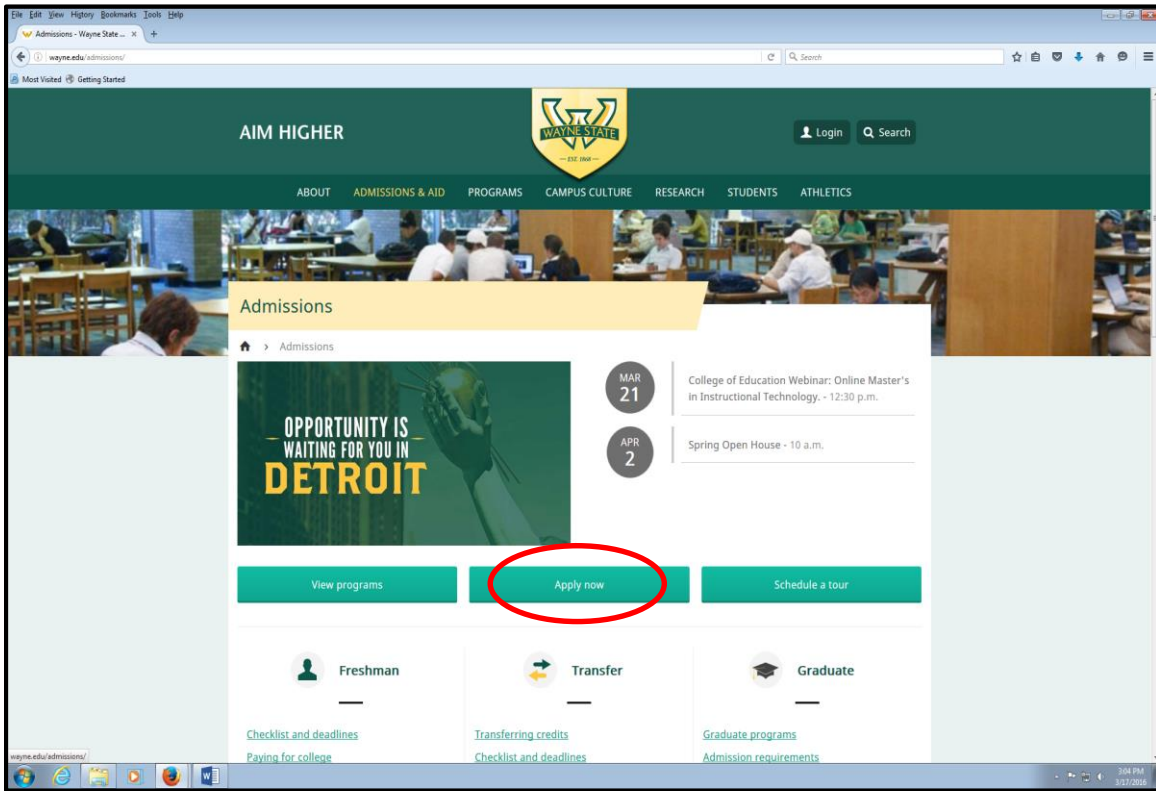 File Edit View History Bookmarks Tools Help
Admissions - Wayne State ... × +
wayne.edu/admissions/
Search
Most Visited Getting Started
AIM HIGHER
WAYNE STATE
— EST. 1868 —
Login Search
ABOUT ADMISSIONS & AID PROGRAMS CAMPUS CULTURE RESEARCH STUDENTS ATHLETICS
Admissions
> Admissions
OPPORTUNITY IS
WAITING FOR YOU IN
DETROIT
MAR
21
College of Education Webinar: Online Master's
in Instructional Technology. - 12:30 p.m.
APR
2
Spring Open House - 10 a.m.
View programs Apply now Schedule a tour
Freshman Transfer Graduate
Checklist and deadlines Transferring credits Graduate programs
Paying for college Checklist and deadlines Admission requirements
wayne.edu/admissions/
3:04 PM
3/17/2016